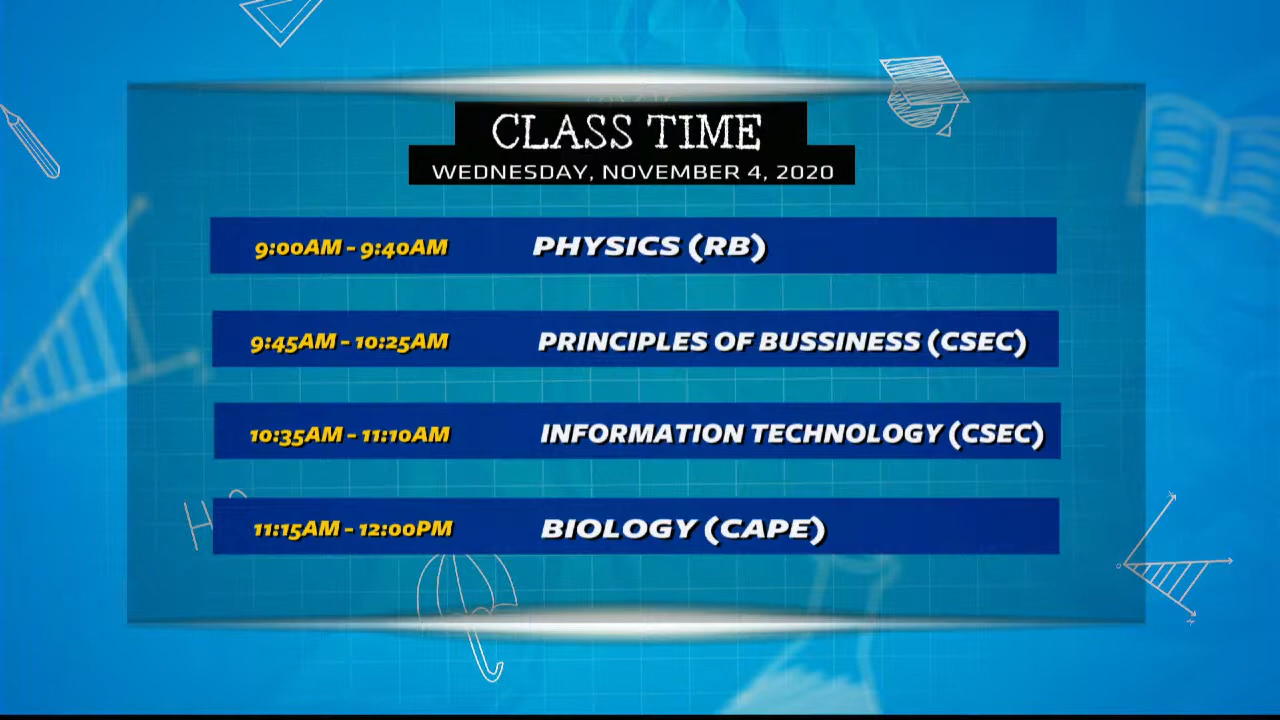 CLASS TIME
WEDNESDAY, NOVEMBER 4, 2020
9:00AM - 9:40AM PHYSICS (RB)
9:45AM - 10:25AM PRINCIPLES OF BUSSINESS (CSEC)
10:35AM - 11:10AM INFORMATION TECHNOLOGY (CSEC)
11:15AM - 12:00PM BIOLOGY (CAPE)